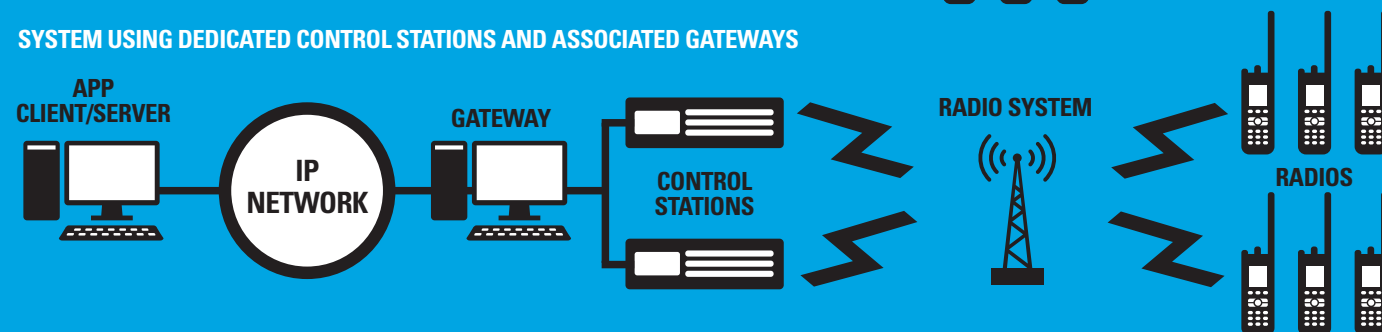 SYSTEM USING DEDICATED CONTROL STATIONS AND ASSOCIATED GATEWAYS
APP
CLIENT/SERVER
IP
NETWORK
GATEWAY
CONTROL
STATIONS
RADIO SYSTEM
RADIOS